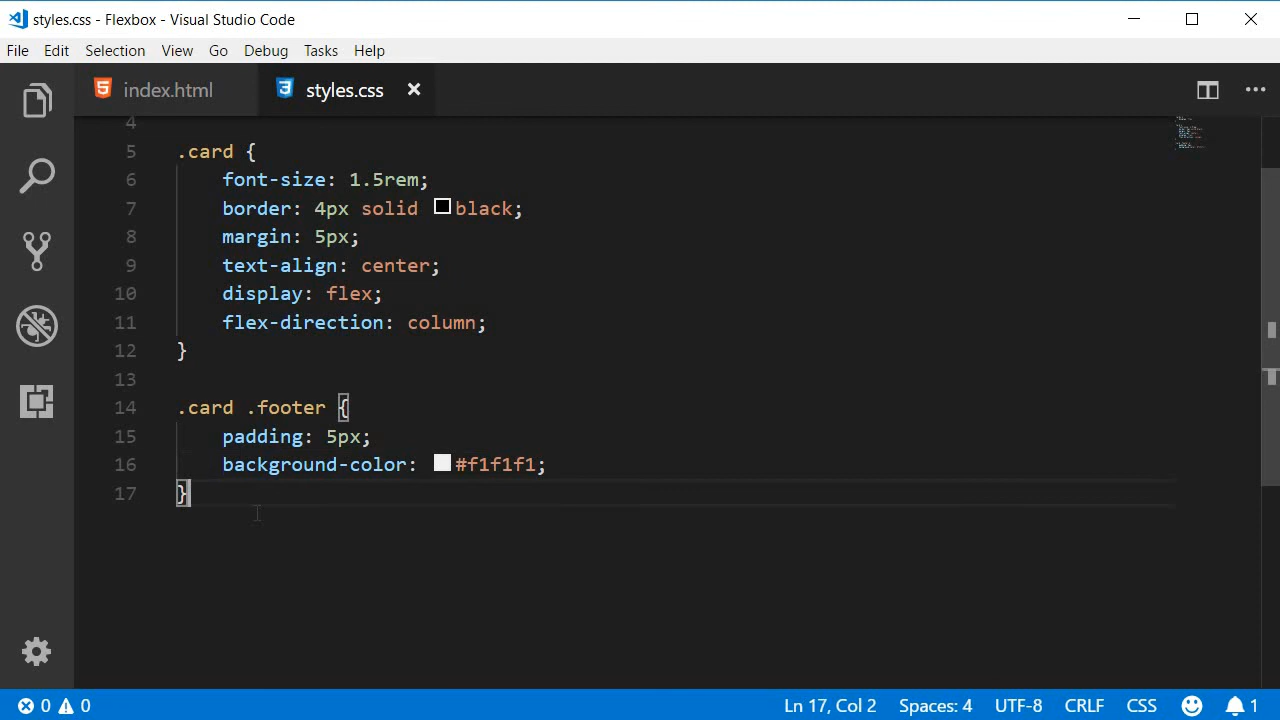 styles.css - Flexbox - Visual Studio Code
File Edit Selection View Go Debug Tasks Help
index.html styles.css
4
5 .card {
6 font-size: 1.5rem;
7 border: 4px solid black;
8 margin: 5px;
9 text-align: center;
10 display: flex;
11 flex-direction: column;
12 }
13
14 .card .footer {
15 padding: 5px;
16 background-color: #f1f1f1;
17 }
0 0 Ln 17, Col 2 Spaces: 4 UTF-8 CRLF CSS 1